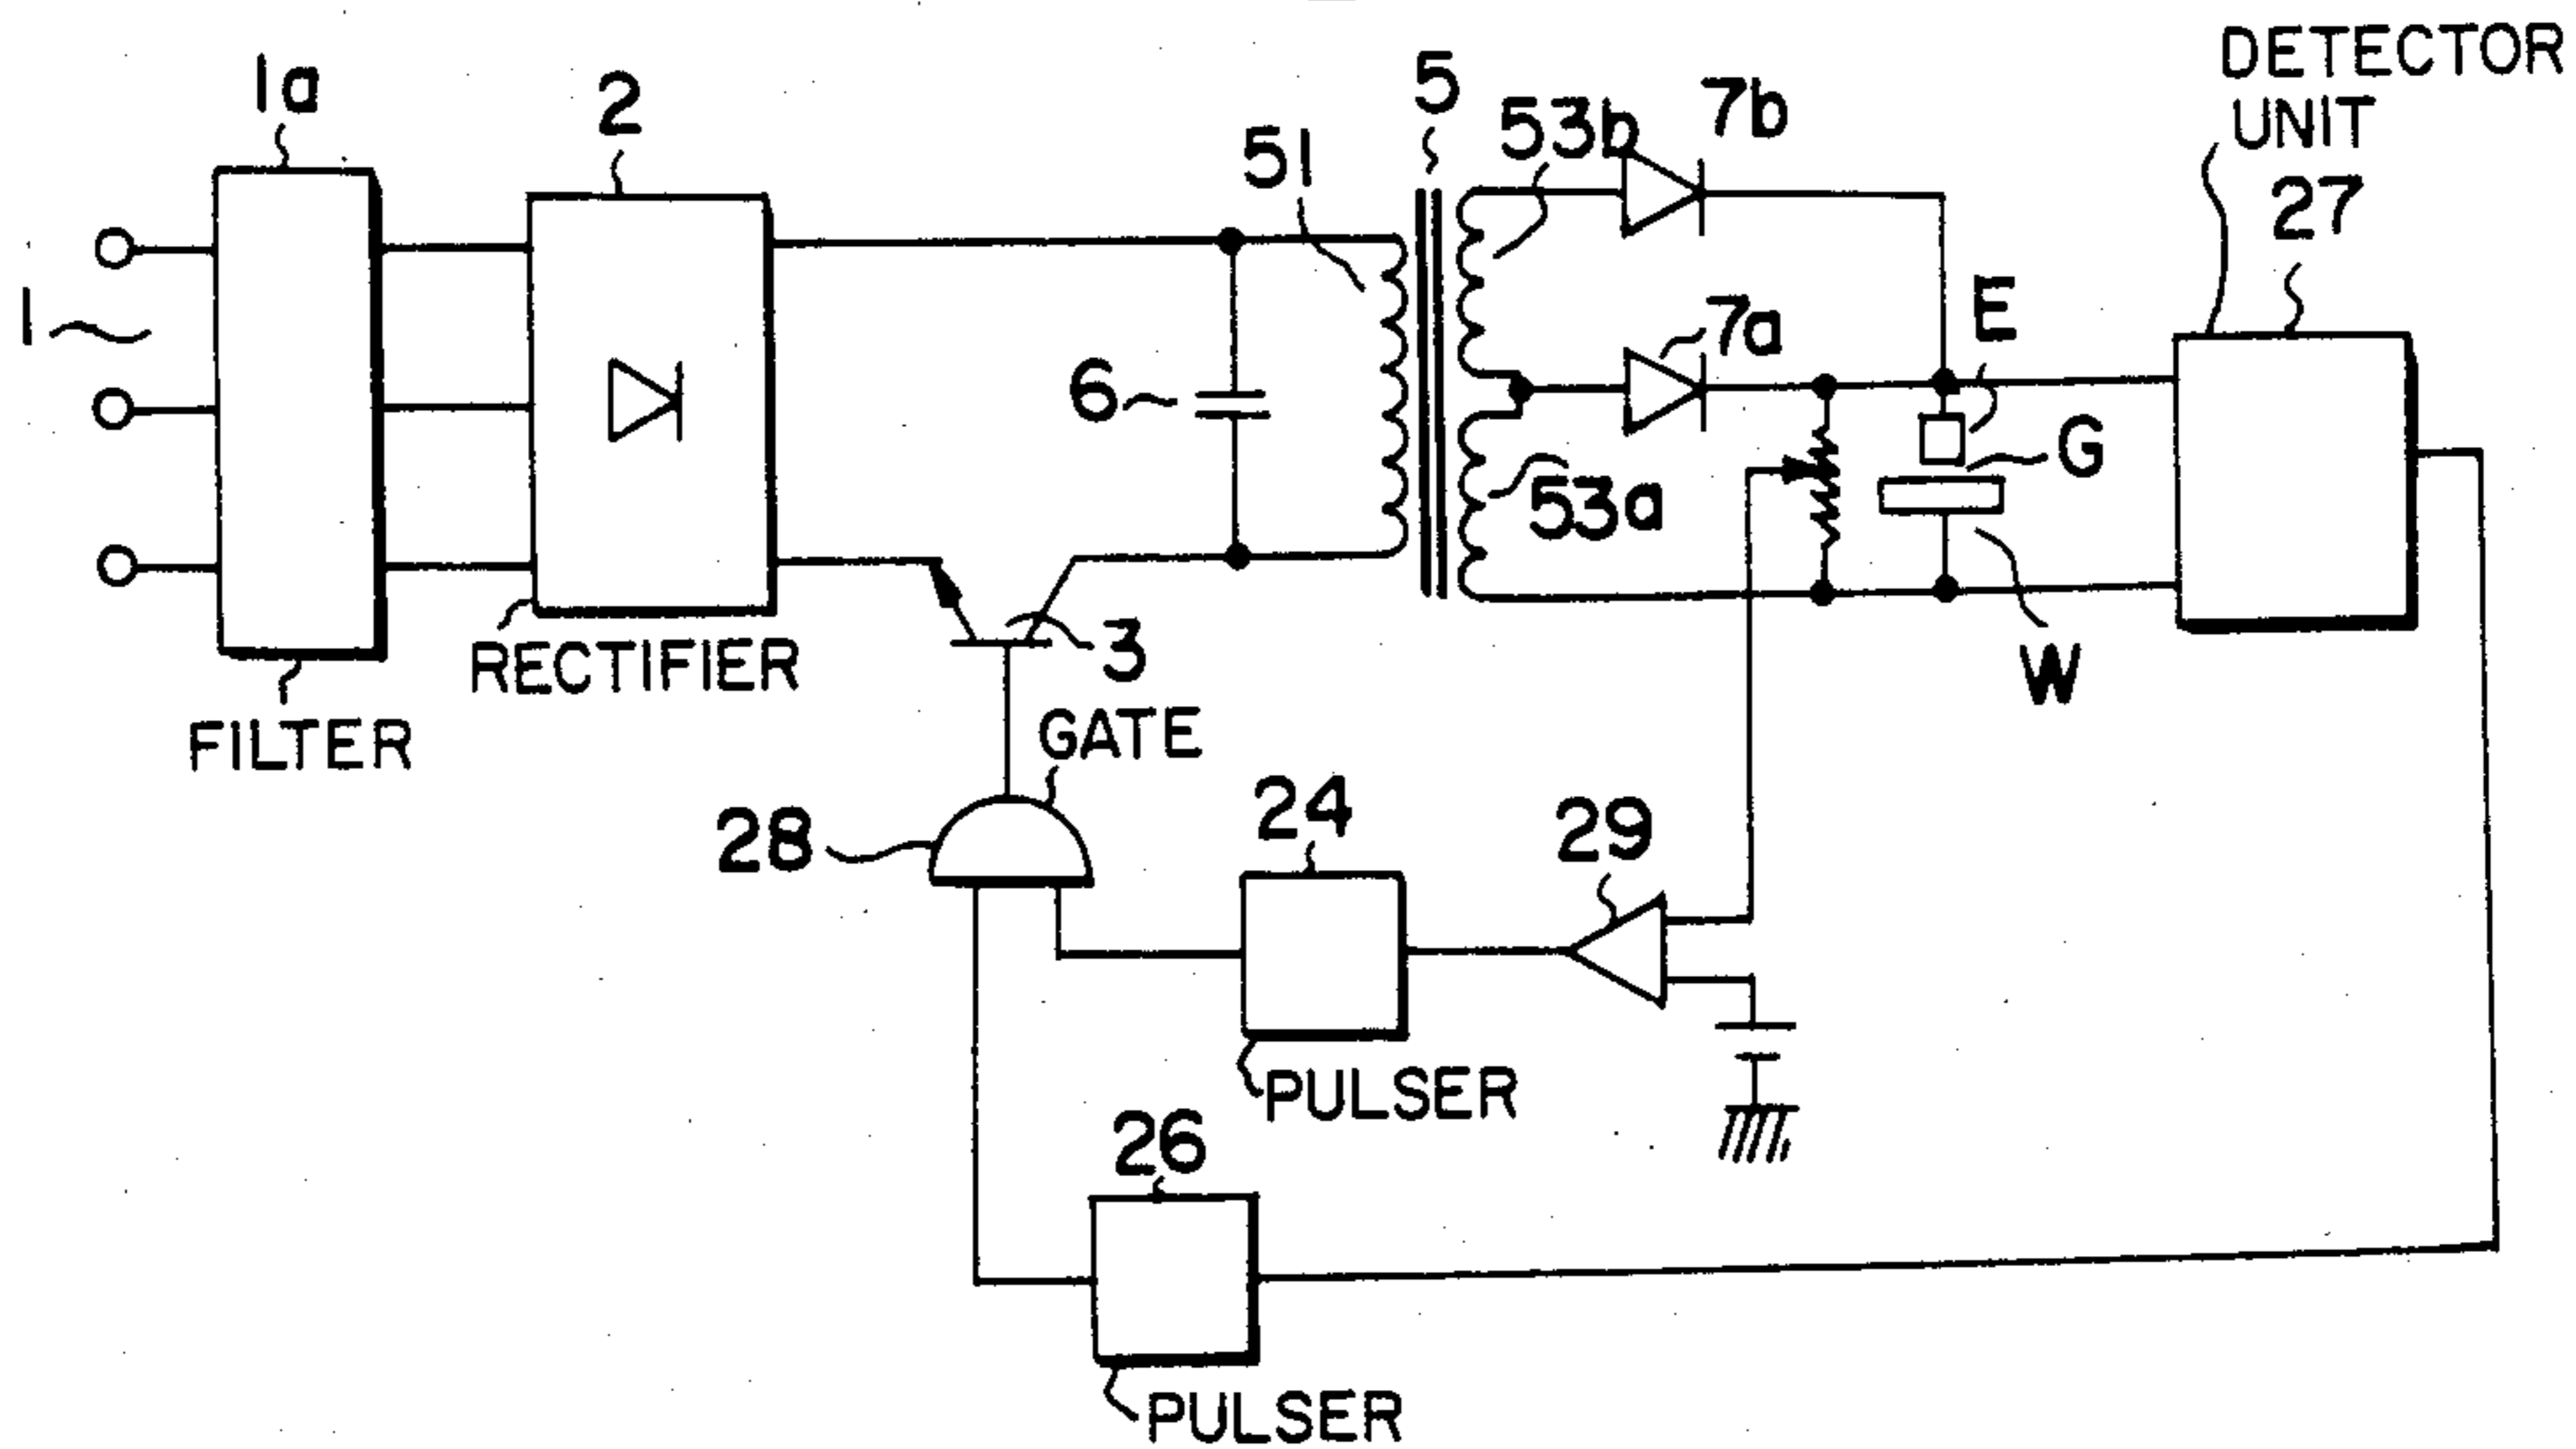 1a
2
5
53b
7b
DETECTOR
UNIT
27
51
1
6
7a
E
G
53a
W
RECTIFIER
3
FILTER
GATE
28
24
29
PULSER
26
PULSER